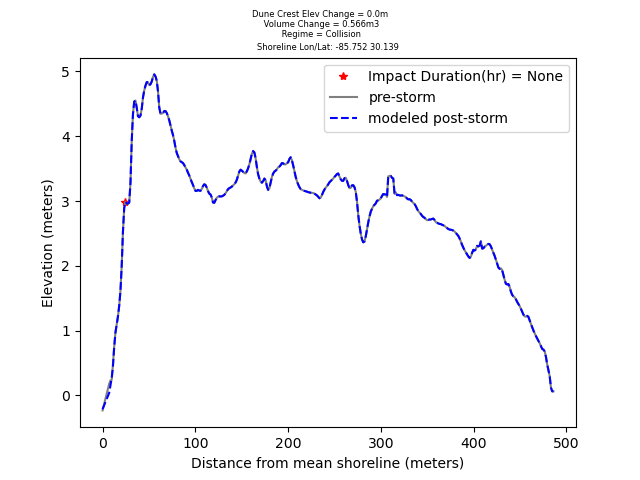 Dune Crest Elev Change = 0.0m
Volume Change = 0.566m3
Regime = Collision
Shoreline Lon/Lat: -85.752 30.139
Impact Duration(hr) = None
pre-storm
modeled post-storm
Elevation (meters)
5
4
3
2
1
0
0 100 200 300 400 500
Distance from mean shoreline (meters)